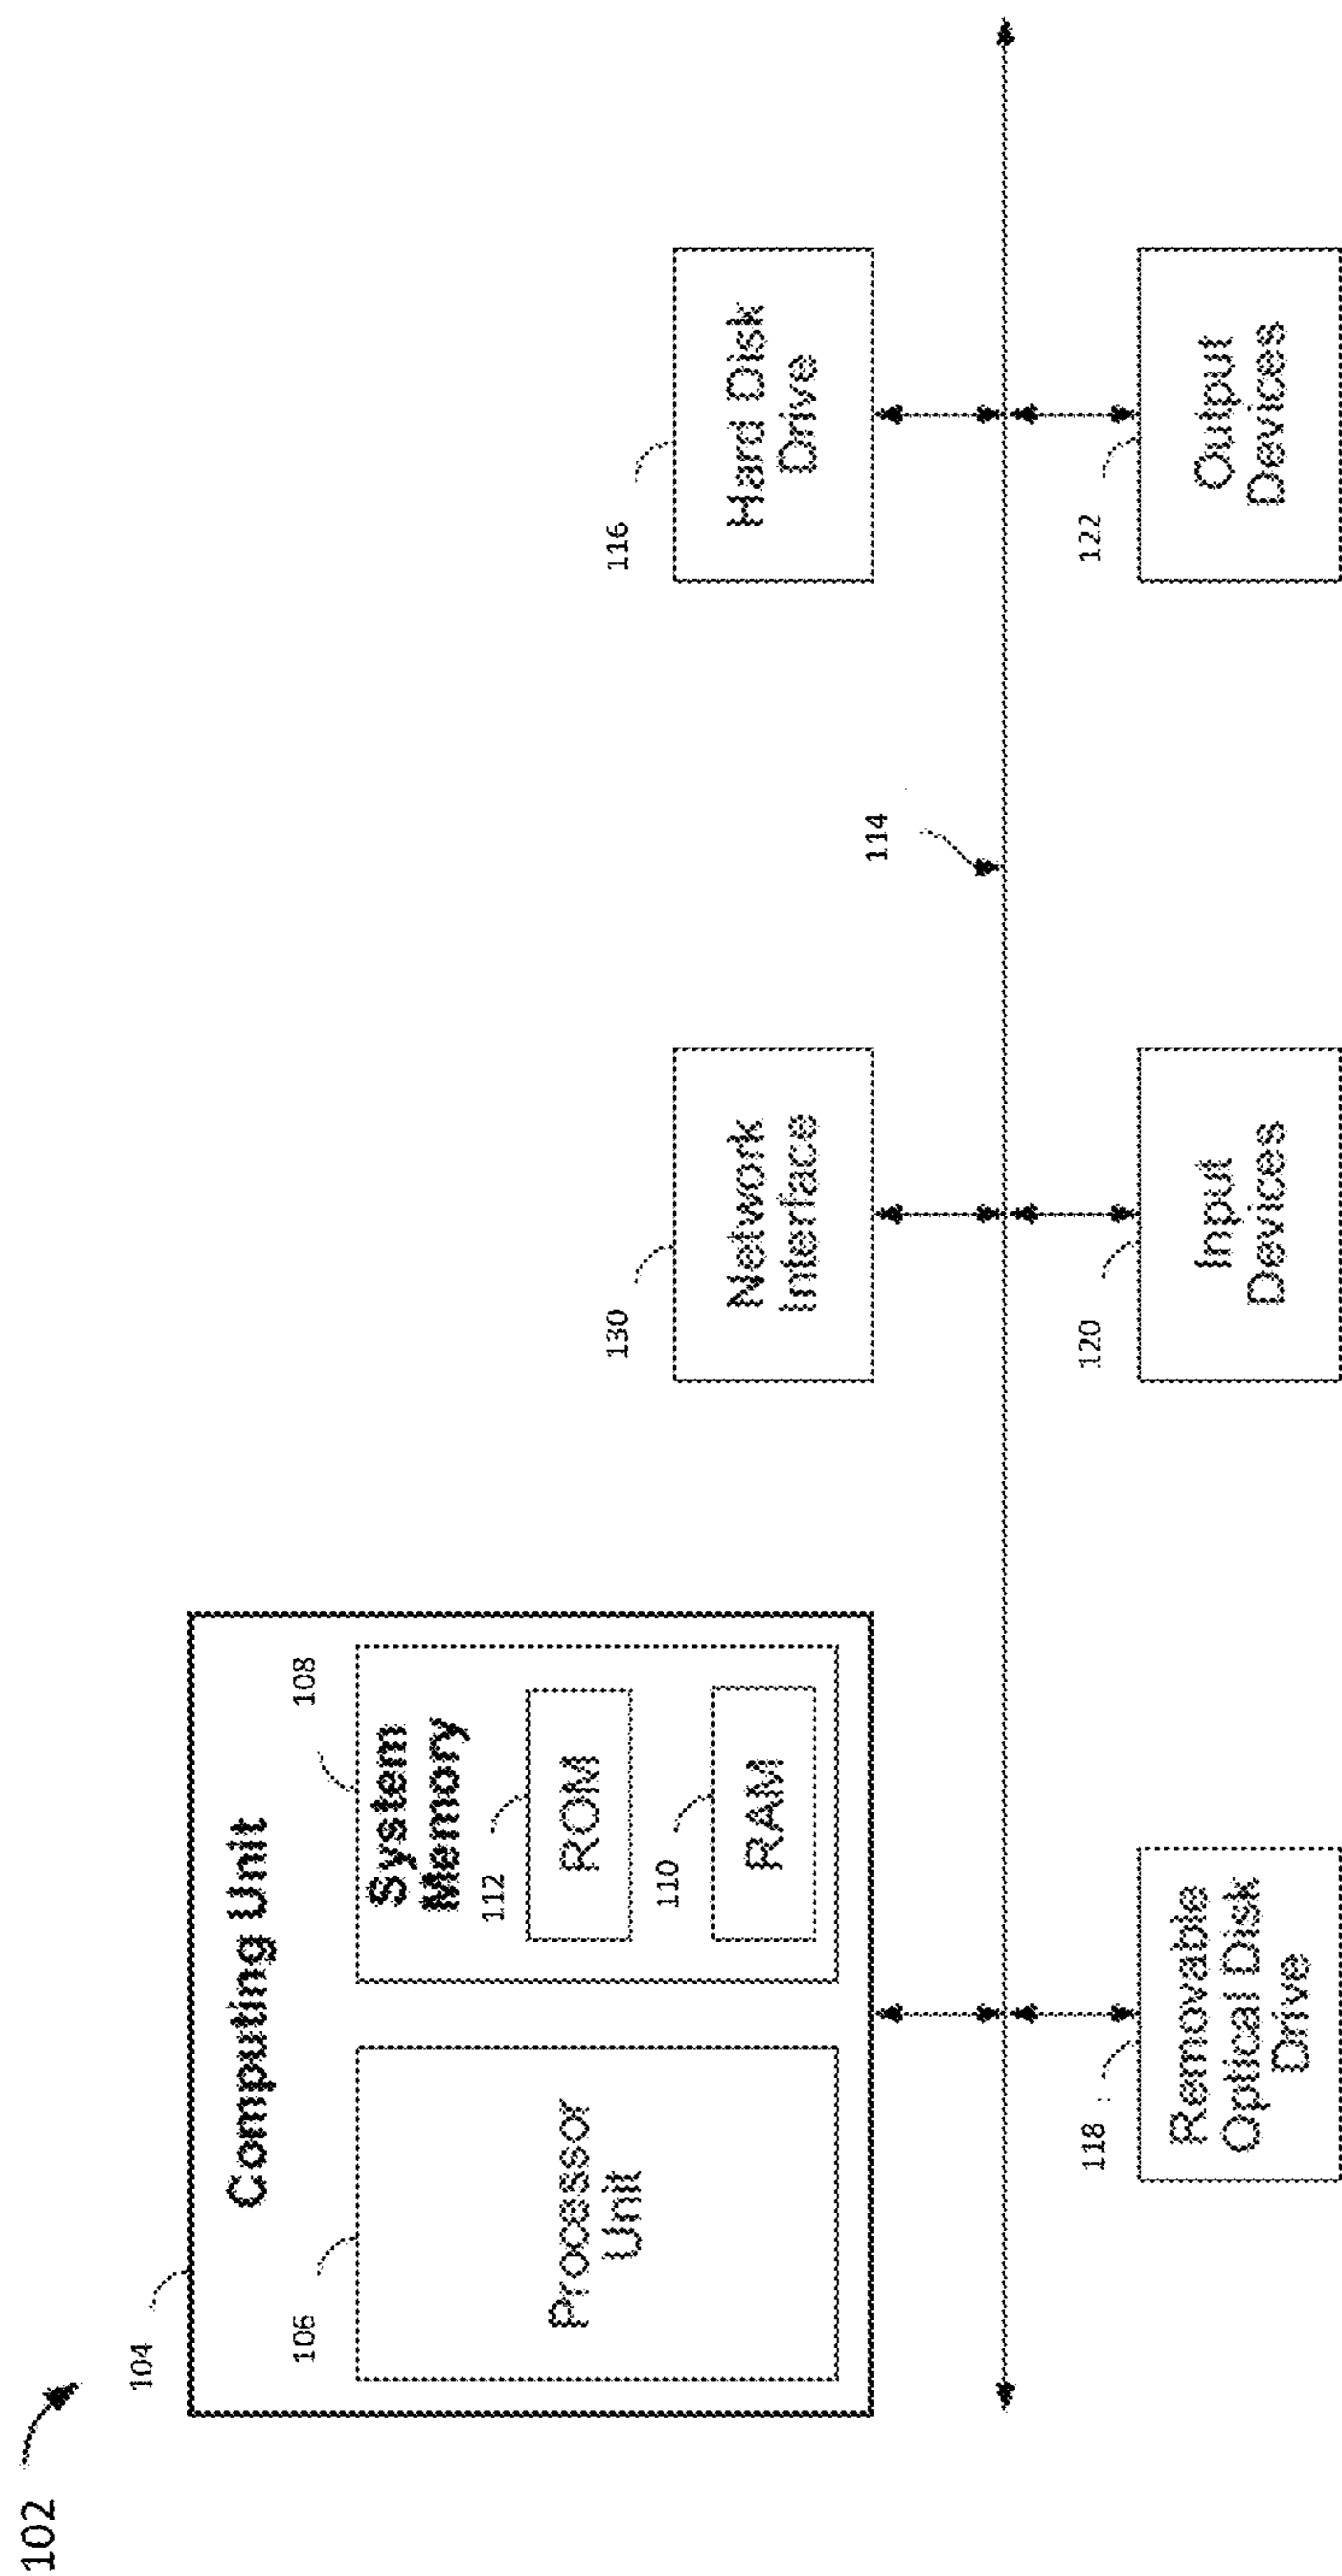 102
104
Computing Unit
106
Processor
Unit
108
System
Memory
112
ROM
110
RAM
130
Network
Interface
116
Hard Disk
Drive
114
118
Removable
Optical Disk
Drive
120
Input
Devices
122
Output
Devices